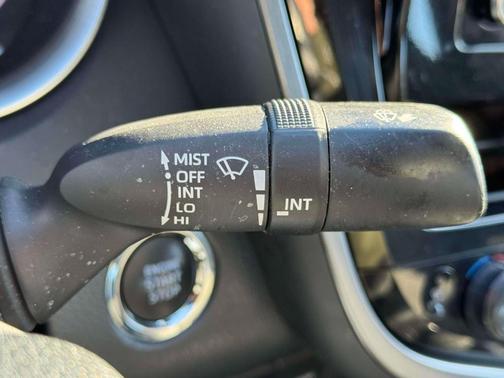 MIST
OFF
INT
LO
HI
INT
ENGINE
START
STOP